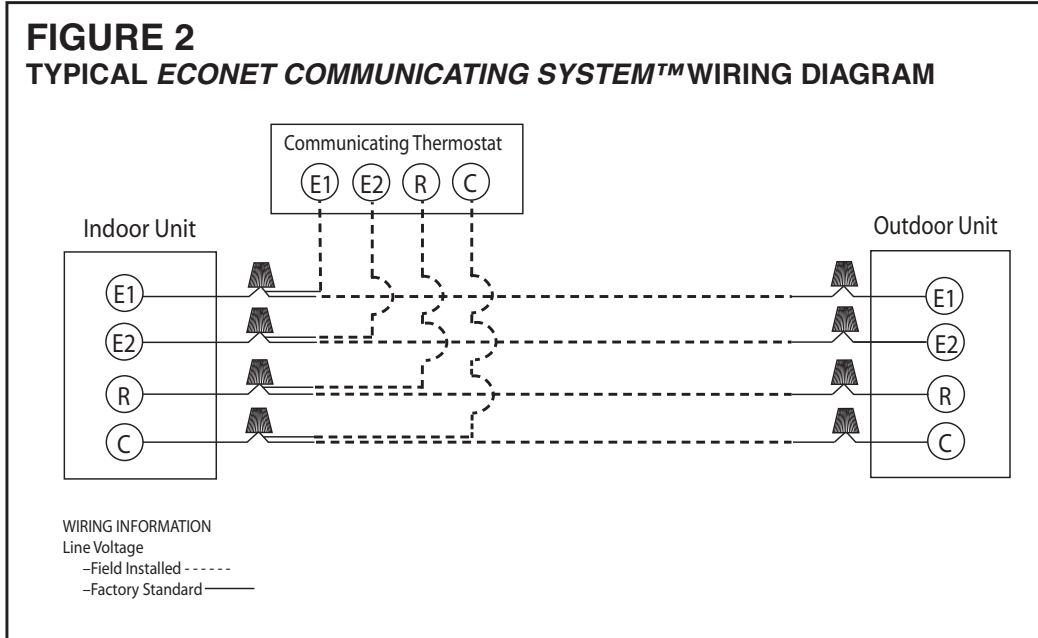 FIGURE 2
TYPICAL ECONET COMMUNICATING SYSTEM™ WIRING DIAGRAM
Communicating Thermostat
E1 E2 R C
Indoor Unit
Outdoor Unit
E1
E1
E2
E2
R
R
C
C
WIRING INFORMATION
Line Voltage
–Field Installed - - - - - -
–Factory Standard ———